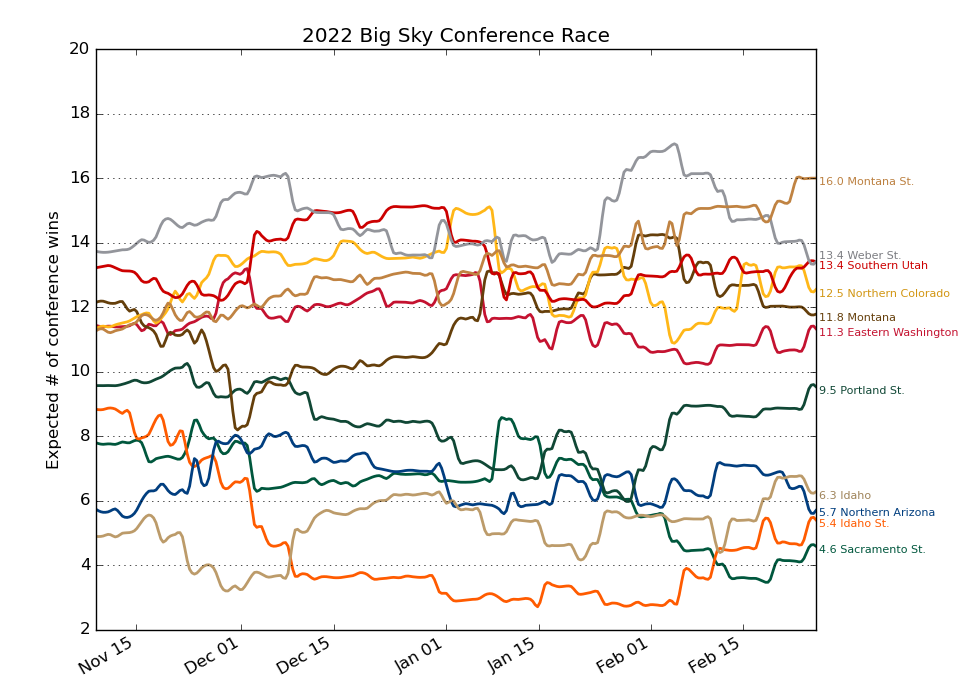 2022 Big Sky Conference Race
Expected # of conference wins
20
18
16
14
12
10
8
6
4
2
Nov 15
Dec 01
Dec 15
Jan 01
Jan 15
Feb 01
Feb 15
16.0 Montana St.
13.4 Weber St.
13.4 Southern Utah
12.5 Northern Colorado
11.8 Montana
11.3 Eastern Washington
9.5 Portland St.
6.3 Idaho
5.7 Northern Arizona
5.4 Idaho St.
4.6 Sacramento St.